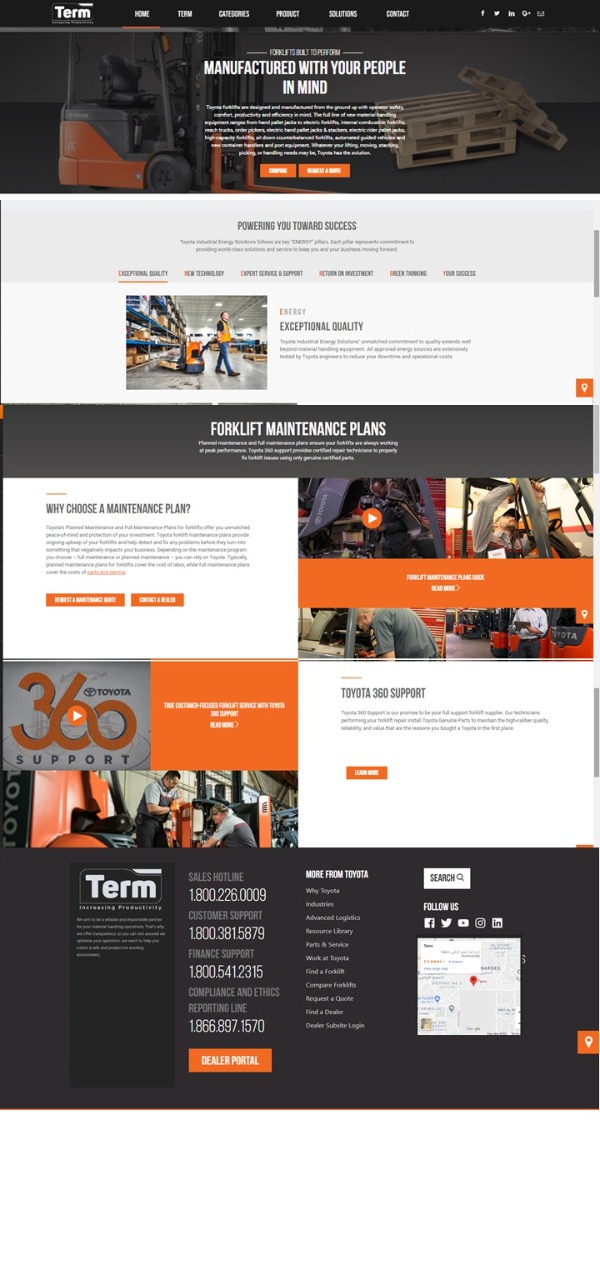 Term
Increasing Productivity
HOME TERM CATEGORIES PRODUCT SOLUTIONS CONTACT
FORKLIFTS BUILT TO PERFORM
MANUFACTURED WITH YOUR PEOPLE
IN MIND
Toyota forklifts are designed and manufactured from the ground up with operator safety,
comfort, productivity and efficiency in mind. The full line of new material handling
equipment ranges from hand pallet jacks to electric forklifts, internal combustion forklifts,
reach trucks, order pickers, electric hand pallet jacks & stackers, electric rider pallet jacks,
high-capacity forklifts, sit down counterbalanced forklifts, automated guided vehicles and
new container handlers and port equipment. Whatever your lifting, moving, stacking,
picking, or handling needs may be, Toyota has the solution.
COMPARE REQUEST A QUOTE
POWERING YOU TOWARD SUCCESS
Toyota Industrial Energy Solutions follows six key "ENERGY" pillars. Each pillar represents commitment to
providing world-class solutions and service to keep you and your business moving forward.
EXCEPTIONAL QUALITY NEW TECHNOLOGY EXPERT SERVICE & SUPPORT RETURN ON INVESTMENT GREEN THINKING YOUR SUCCESS
ENERGY
EXCEPTIONAL QUALITY
Toyota Industrial Energy Solutions' unmatched commitment to quality extends well
beyond material handling equipment. All approved energy sources are extensively
tested by Toyota engineers to reduce your downtime and operational costs.
FORKLIFT MAINTENANCE PLANS
Planned maintenance and full maintenance plans ensure your forklifts are always working
at peak performance. Toyota 360 support provides certified repair technicians to properly
fix forklift issues using only genuine certified parts.
WHY CHOOSE A MAINTENANCE PLAN?
Toyota's Planned Maintenance and Full Maintenance Plans for forklifts offer you unmatched
peace-of-mind and protection of your investment. Toyota forklift maintenance plans provide
ongoing upkeep of your forklifts and help detect and fix any problems before they turn into
something that negatively impacts your business. Depending on the maintenance program
you choose – full maintenance or planned maintenance – you can rely on Toyota. Typically,
planned maintenance plans for forklifts cover the cost of labor, while full maintenance plans
cover the costs of parts and service.
REQUEST A MAINTENANCE QUOTE CONTACT A DEALER
TOYOTA
FORKLIFT MAINTENANCE PLANS GUIDE
READ MORE
TOYOTA
360
TOYOTA
SUPPORT
TRUE CUSTOMER-FOCUSED FORKLIFT SERVICE WITH TOYOTA
360 SUPPORT
READ MORE
TOYOTA
TOYOTA 360 SUPPORT
Toyota 360 Support is our promise to be your full support forklift supplier. Our technicians
performing your forklift repair install Toyota Genuine Parts to maintain the high-caliber quality,
reliability, and value that are the reasons you bought a Toyota in the first place.
LEARN MORE
Term
Increasing Productivity
We aim to be a reliable and responsible partner
for your material handling operations. That's why
we offer transparency so you can rest assured we
optimise your operation. we want to help you
create a safe and productive working
environment.
SALES HOTLINE
1.800.226.0009
CUSTOMER SUPPORT
1.800.381.5879
FINANCE SUPPORT
1.800.541.2315
COMPLIANCE AND ETHICS
REPORTING LINE
1.866.897.1570
DEALER PORTAL
MORE FROM TOYOTA
Why Toyota
Industries
Advanced Logistics
Resource Library
Parts & Service
Work at Toyota
Find a Forklift
Compare Forklifts
Request a Quote
Find a Dealer
Dealer Subsite Login
SEARCH
FOLLOW US
Term
View larger map
NARGES
Term
Google